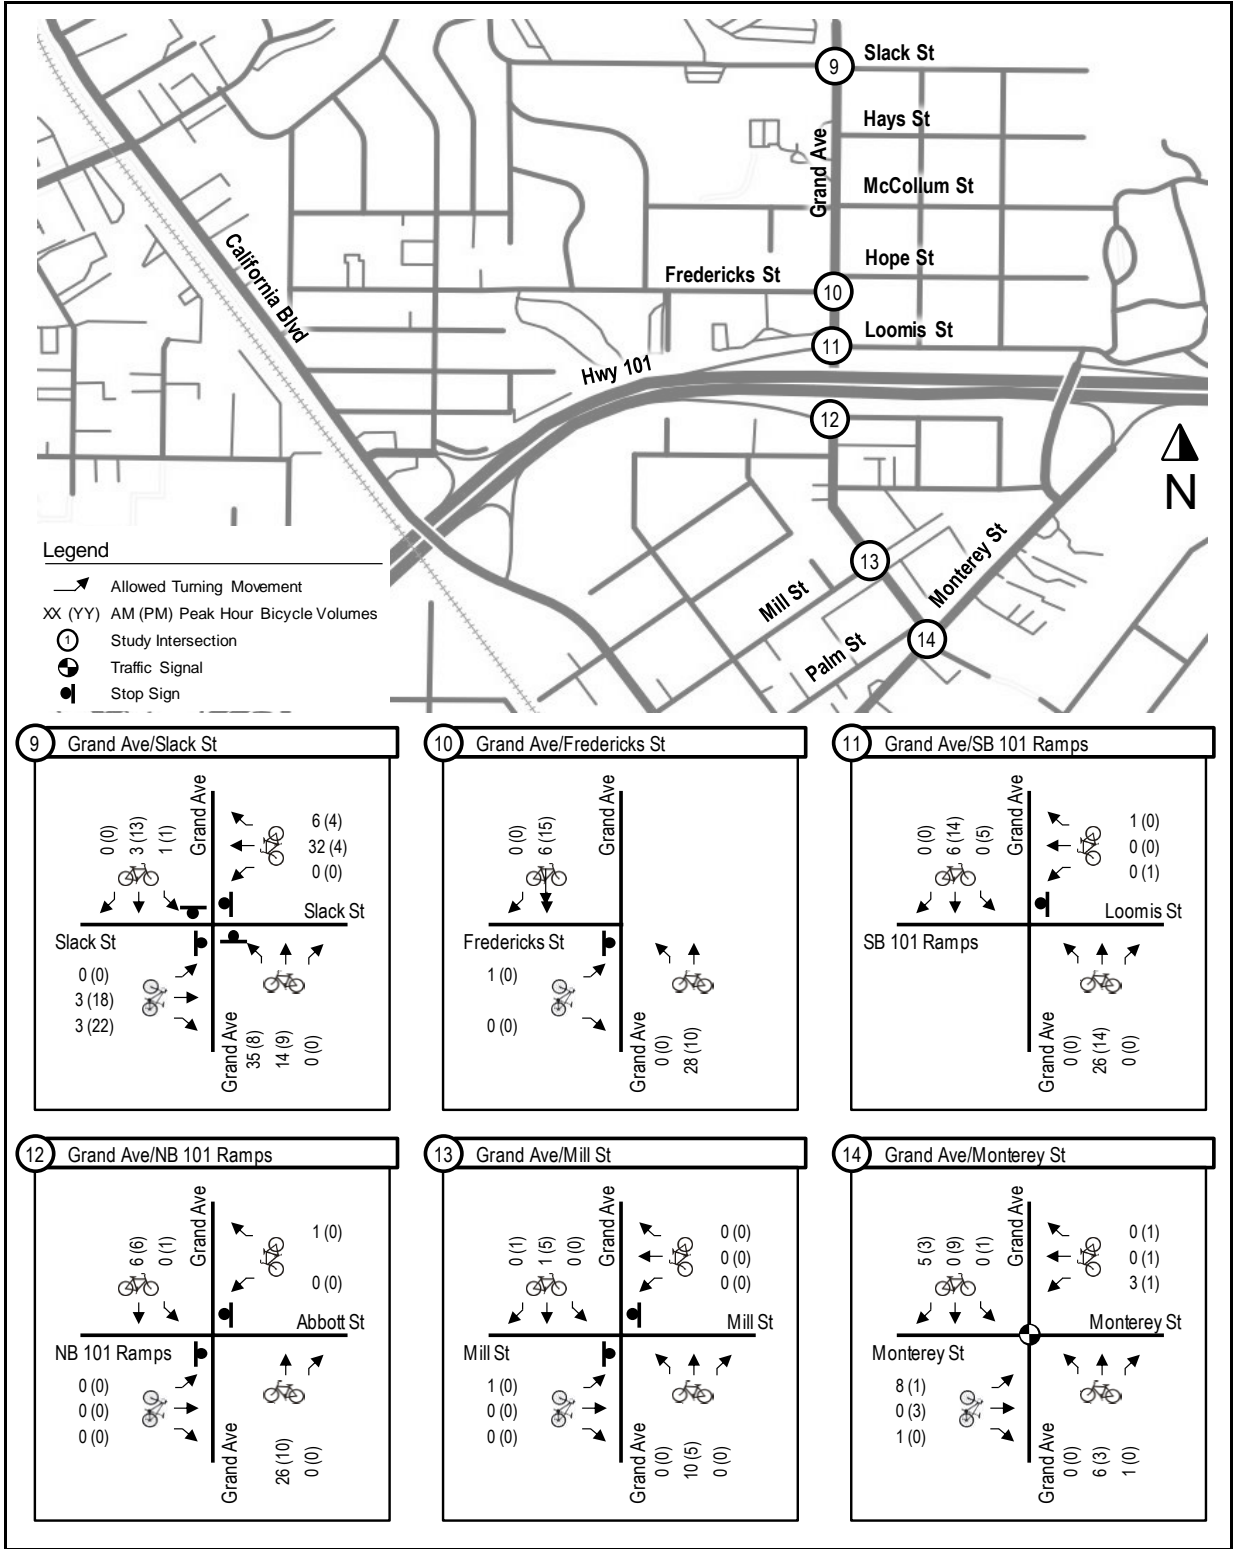 9
Slack St
Hays St
Grand Ave
McCollum St
California Blvd
Hope St
Fredericks St
10
Loomis St
11
Hwy 101
12
N
Monterey St
13
Mill St
Palm St
14
Legend
Allowed Turning Movement
XX (YY) AM (PM) Peak Hour Bicycle Volumes
1 Study Intersection
Traffic Signal
Stop Sign
9 Grand Ave/Slack St
Grand Ave
0 (0)
3 (13)
1 (1)
6 (4)
32 (4)
0 (0)
Slack St
Slack St
0 (0)
3 (18)
3 (22)
Grand Ave
35 (8)
14 (9)
0 (0)
10 Grand Ave/Fredericks St
Grand Ave
0 (0)
6 (15)
Fredericks St
1 (0)
0 (0)
Grand Ave
0 (0)
28 (10)
11 Grand Ave/SB 101 Ramps
Grand Ave
0 (0)
6 (14)
0 (5)
1 (0)
0 (0)
0 (1)
Loomis St
SB 101 Ramps
Grand Ave
0 (0)
26 (14)
0 (0)
12 Grand Ave/NB 101 Ramps
Grand Ave
6 (6)
0 (1)
1 (0)
0 (0)
Abbott St
NB 101 Ramps
0 (0)
0 (0)
0 (0)
Grand Ave
26 (10)
0 (0)
13 Grand Ave/Mill St
Grand Ave
0 (1)
1 (5)
0 (0)
0 (0)
0 (0)
0 (0)
Mill St
Mill St
1 (0)
0 (0)
0 (0)
Grand Ave
0 (0)
10 (5)
0 (0)
14 Grand Ave/Monterey St
Grand Ave
5 (3)
0 (9)
0 (1)
0 (1)
0 (1)
3 (1)
Monterey St
Monterey St
8 (1)
0 (3)
1 (0)
Grand Ave
0 (0)
6 (3)
1 (0)